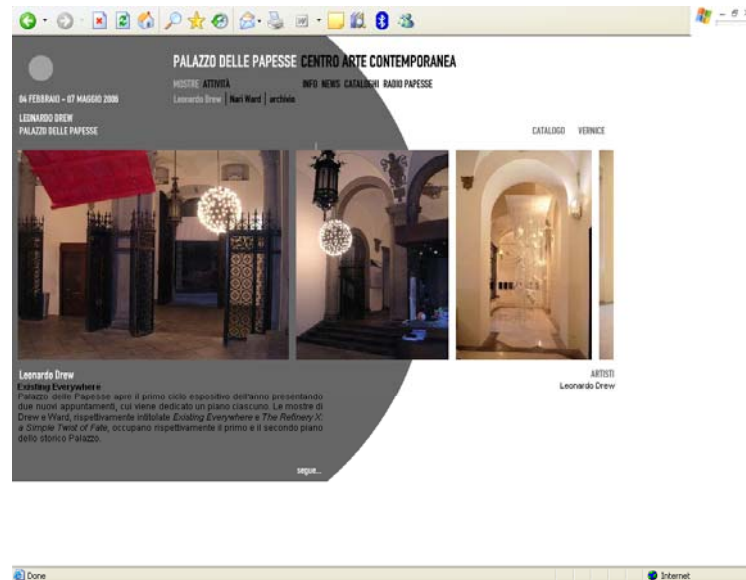 PALAZZO DELLE PAPESSE CENTRO ARTE CONTEMPORANEA
MOSTRE ATTIVITÀ INFO NEWS CATALOGHI RADIO PAPESSE
04 FEBBRAIO - 07 MAGGIO 2006 Leonardo Drew | Nari Ward | archivio
LEONARDO DREW
PALAZZO DELLE PAPESSE CATALOGO VERNICE
Leonardo Drew ARTISTI
Existing Everywhere Leonardo Drew
Palazzo delle Papesse apre il primo ciclo espositivo dell'anno presentando
due nuovi appuntamenti, cui viene dedicato un piano ciascuno. Le mostre di
Drew e Ward, rispettivamente intitolate Existing Everywhere e The Refinery X:
a Simple Twist of Fate, occupano rispettivamente il primo e il secondo piano
dello storico Palazzo.
segue...
Done Internet